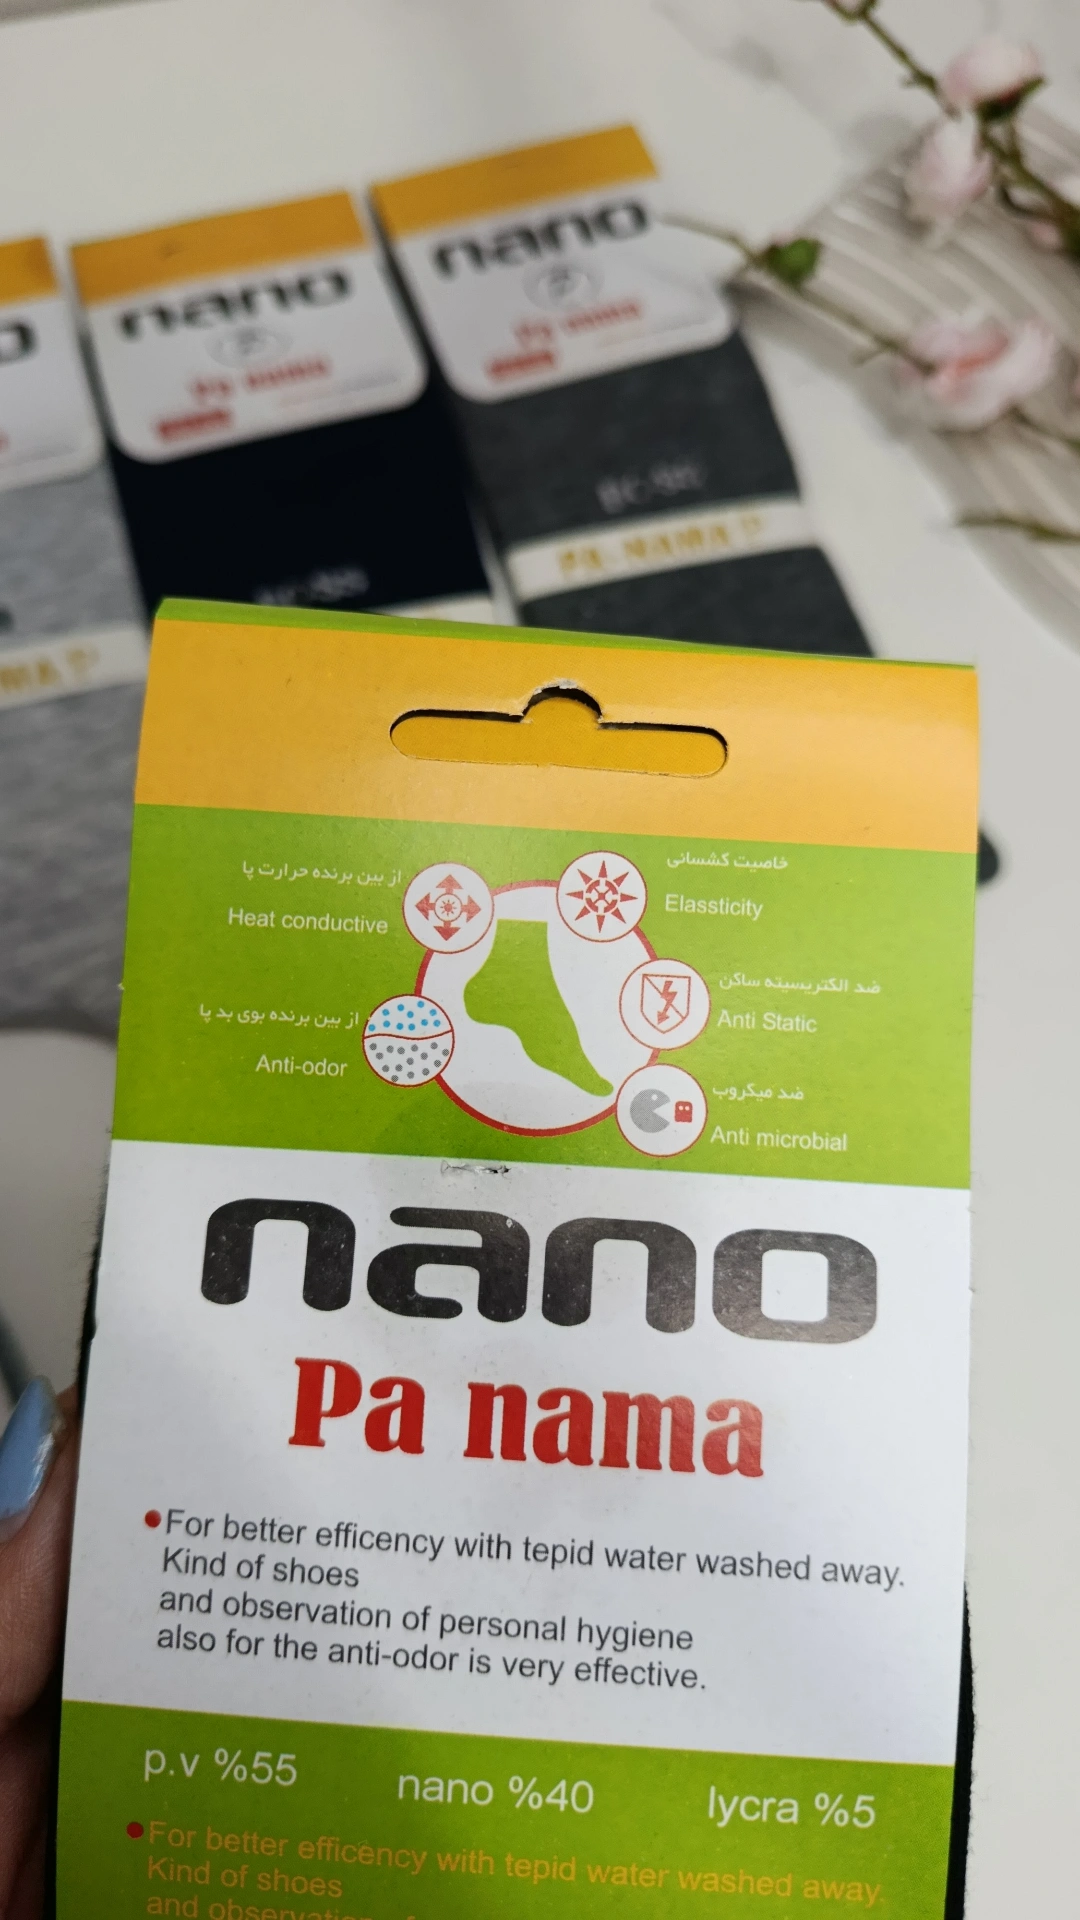 nano
nano
PA-NAMA
از بین برنده حرارت پا
Heat conductive
خاصیت کشسانی
Elassticity
ضد الکتریسیته ساکن
Anti Static
از بین برنده بوی بد پا
Anti-odor
ضد میکروب
Anti microbial
nano
Pa nama
For better efficency with tepid water washed away.
Kind of shoes
and observation of personal hygiene
also for the anti-odor is very effective.
p.v %55 nano %40 lycra %5
For better efficency with tepid water washed away.
Kind of shoes
and